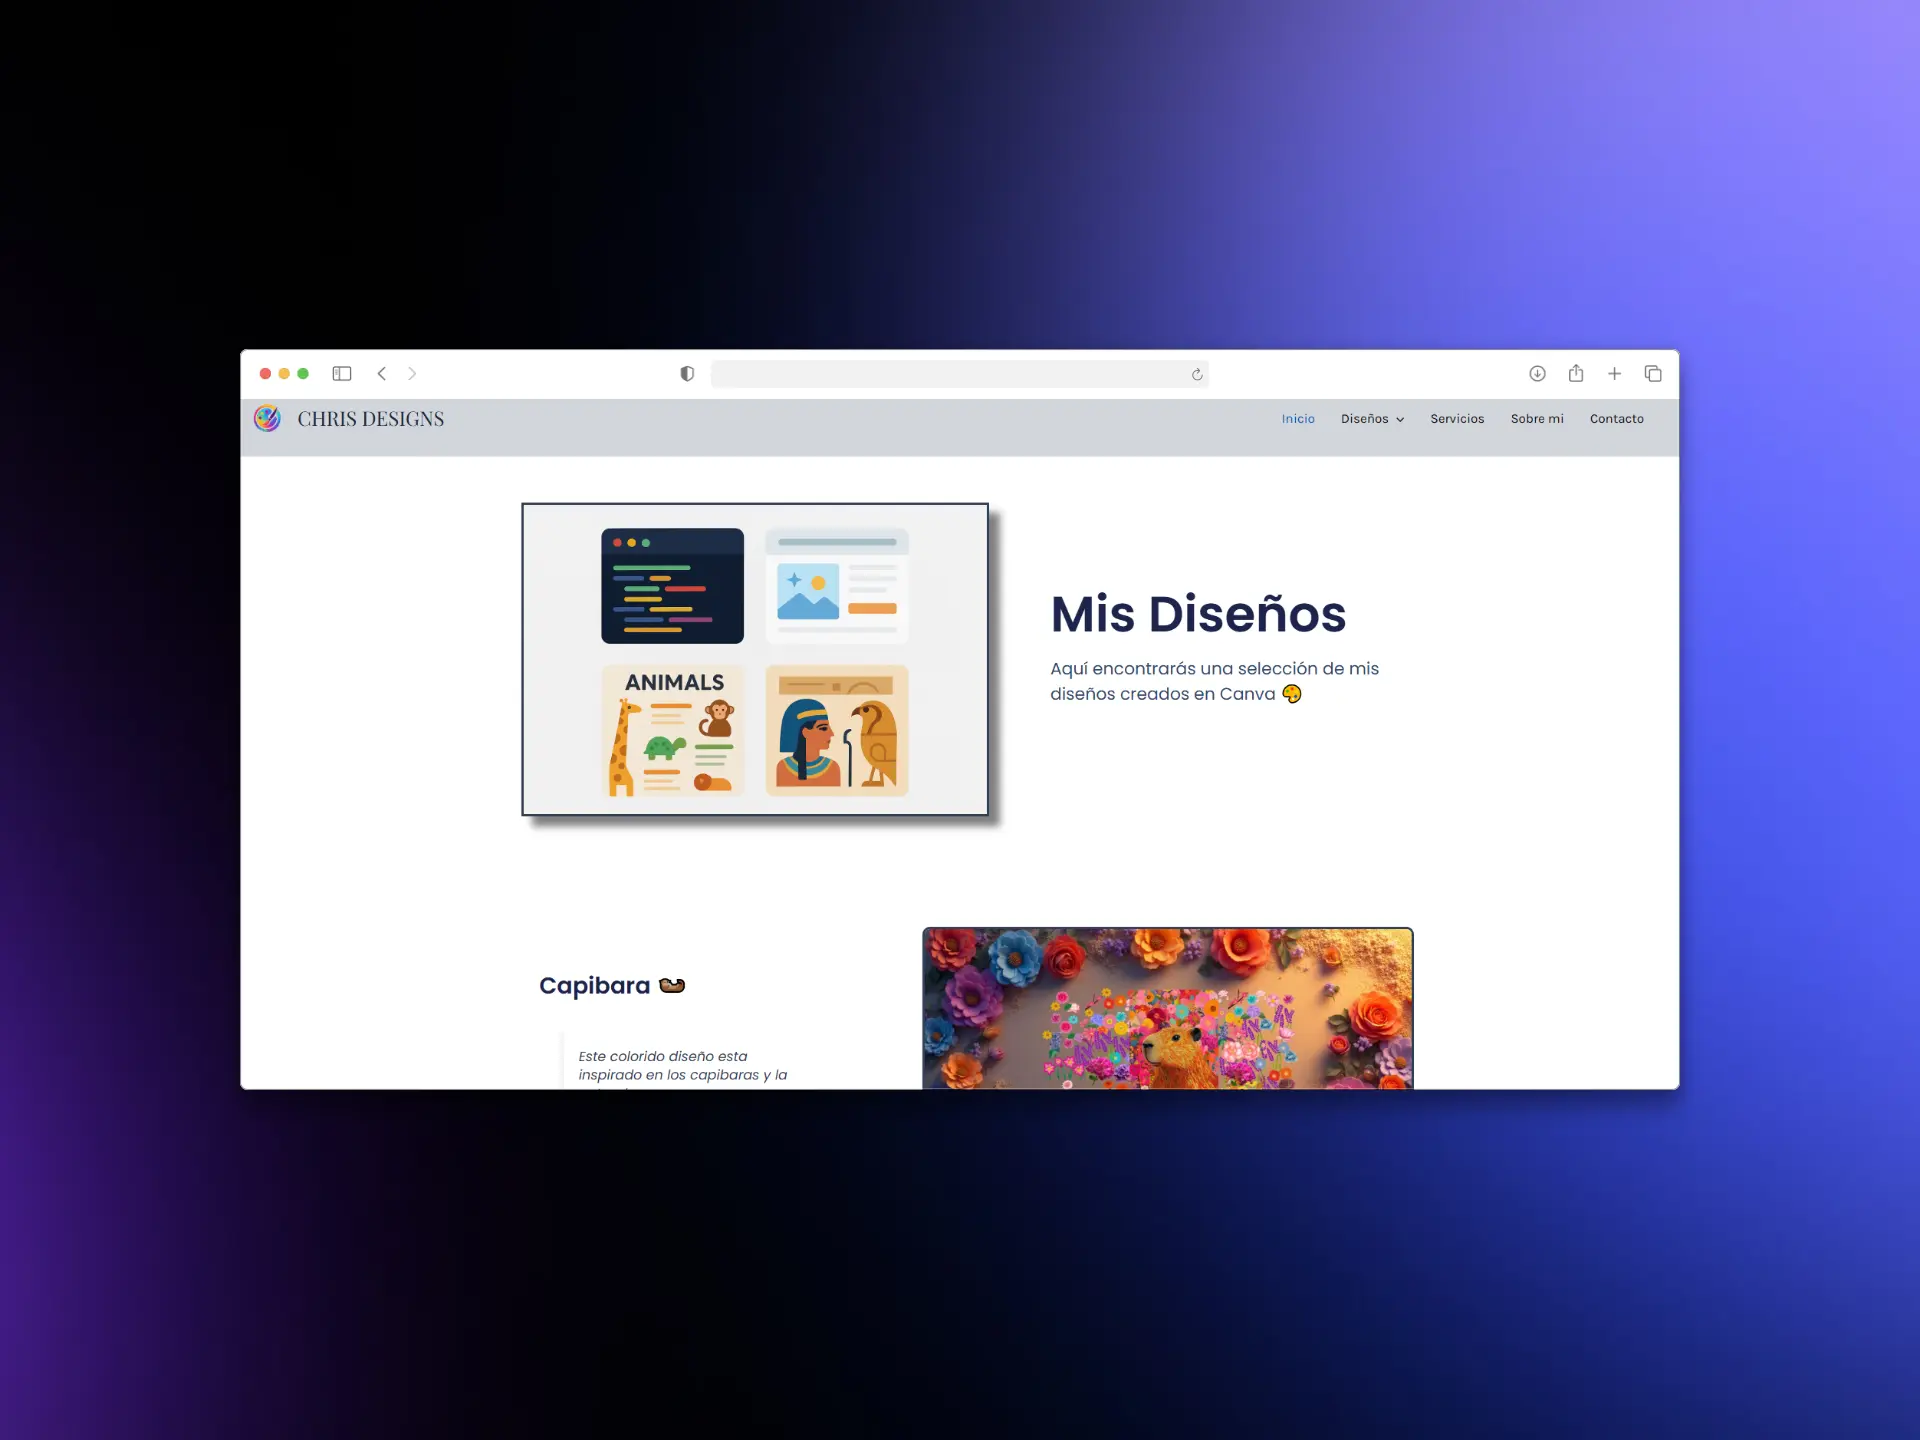 CHRIS DESIGNS
Inicio Diseños Servicios Sobre mi Contacto
ANIMALS
Mis Diseños
Aquí encontrarás una selección de mis
diseños creados en Canva 🎨
Capibara 🦫
Este colorido diseño esta
inspirado en los capibaras y la